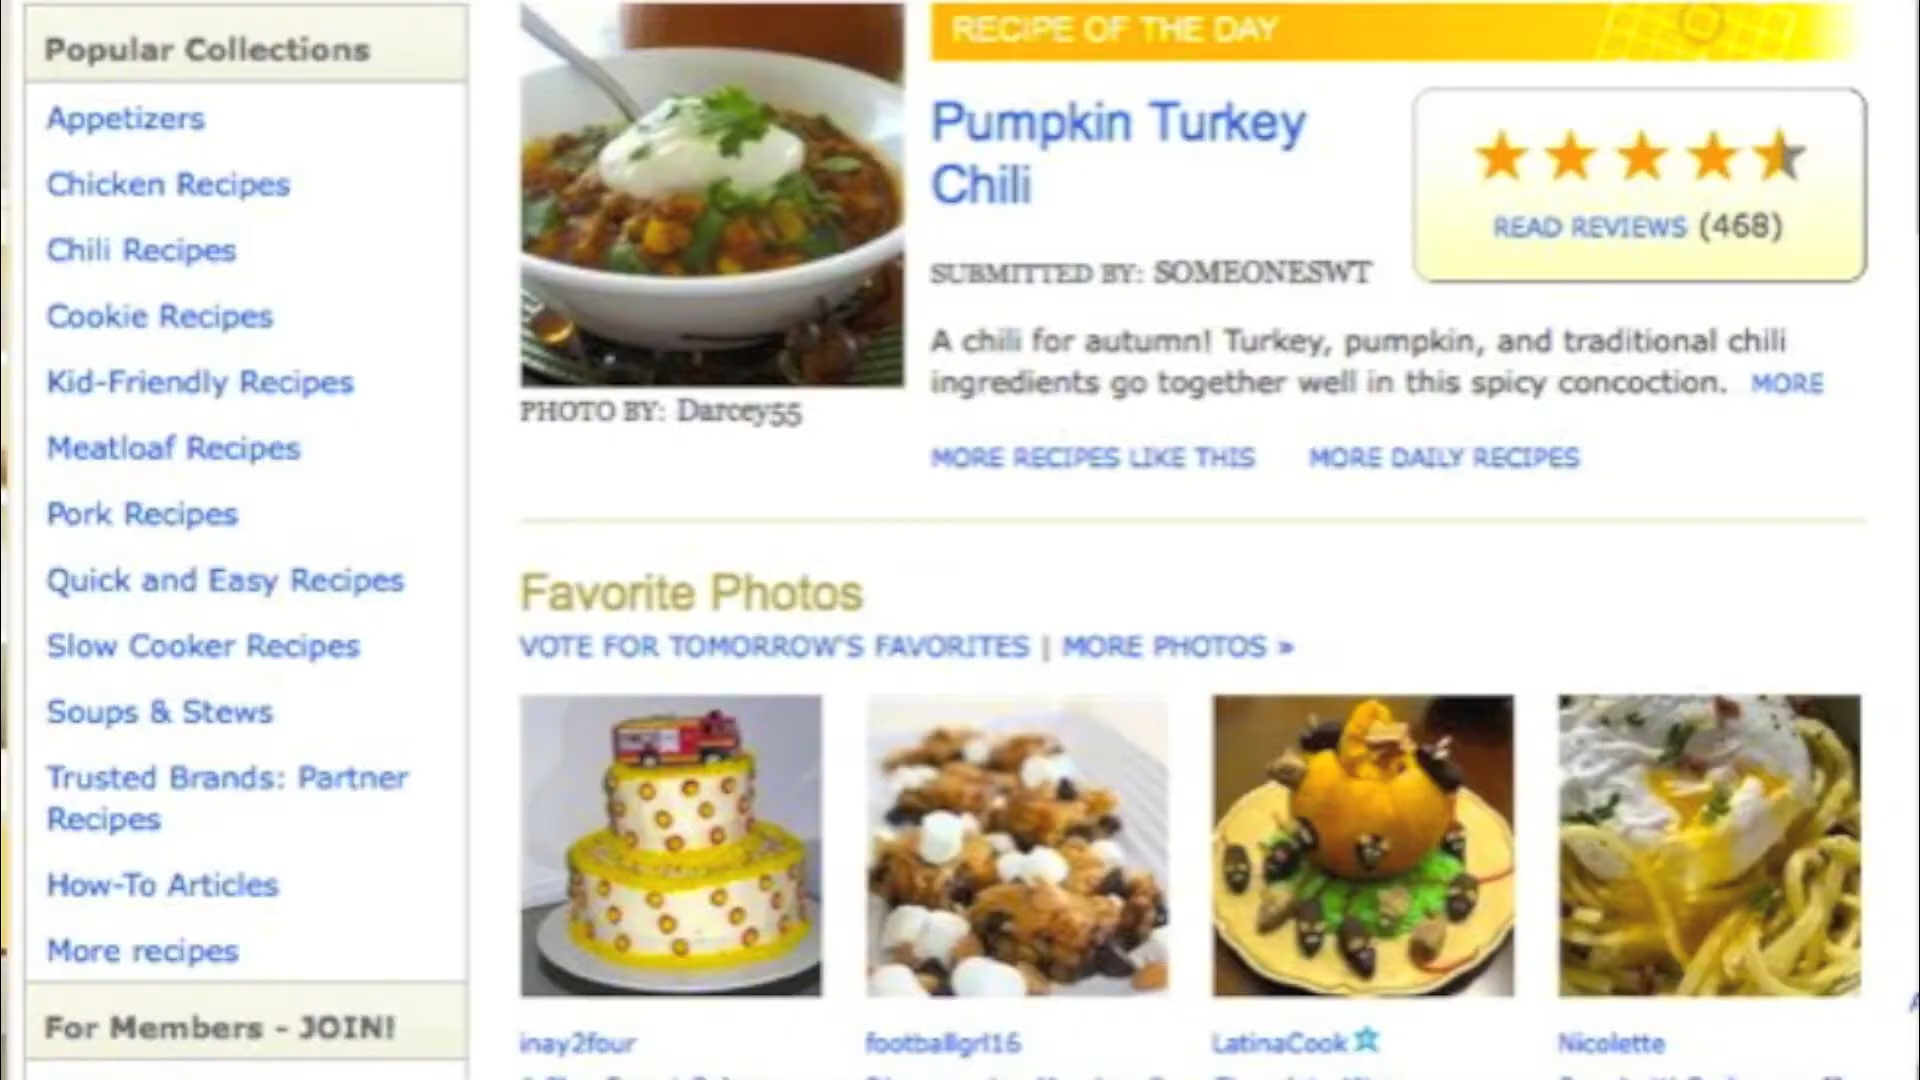 Popular Collections
Appetizers
Chicken Recipes
Chili Recipes
Cookie Recipes
Kid-Friendly Recipes
Meatloaf Recipes
Pork Recipes
Quick and Easy Recipes
Slow Cooker Recipes
Soups & Stews
Trusted Brands: Partner
Recipes
How-To Articles
More recipes
For Members - JOIN!
RECIPE OF THE DAY
Pumpkin Turkey
Chili
READ REVIEWS (468)
SUBMITTED BY: SOMEONESWT
A chili for autumn! Turkey, pumpkin, and traditional chili
ingredients go together well in this spicy concoction. MORE
PHOTO BY: Darcey55
MORE RECIPES LIKE THIS MORE DAILY RECIPES
Favorite Photos
VOTE FOR TOMORROW'S FAVORITES | MORE PHOTOS »
inay2four footballgrl16 LatinaCook Nicolette